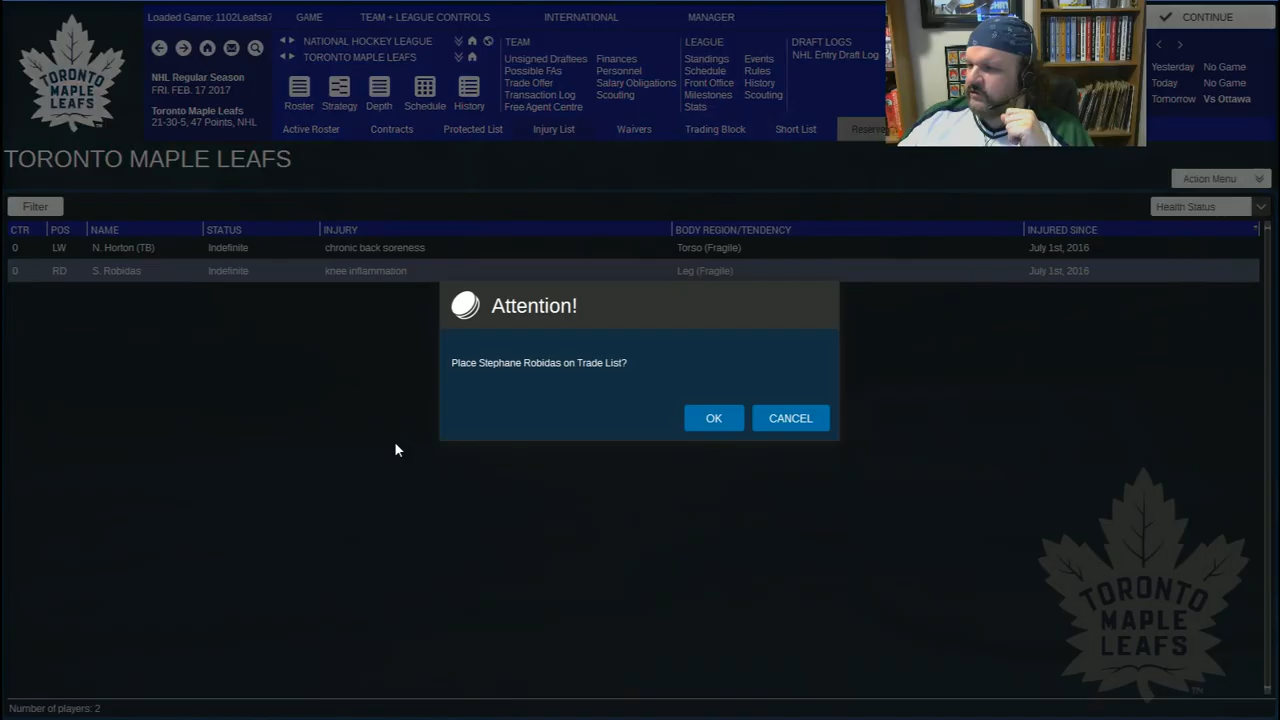 TORONTO
MAPLE
LEAFS
Loaded Game: 1102Leafsa7
GAME
TEAM + LEAGUE CONTROLS
INTERNATIONAL
MANAGER
CONTINUE
NHL Regular Season
FRI. FEB. 17 2017
Toronto Maple Leafs
21-30-5, 47 Points, NHL
NATIONAL HOCKEY LEAGUE
TORONTO MAPLE LEAFS
Roster
Strategy
Depth
Schedule
History
TEAM
Unsigned Draftees
Finances
Possible FAs
Personnel
Trade Offer
Salary Obligations
Transaction Log
Scouting
Free Agent Centre
LEAGUE
Standings
Events
Schedule
Rules
Front Office
History
Milestones
Scouting
Stats
DRAFT LOGS
NHL Entry Draft Log
Yesterday No Game
Today No Game
Tomorrow Vs Ottawa
Active Roster
Contracts
Protected List
Injury List
Waivers
Trading Block
Short List
TORONTO MAPLE LEAFS
Action Menu
Filter
Health Status
CTR POS NAME STATUS INJURY BODY REGION/TENDENCY INJURED SINCE
0 LW N. Horton (TB) Indefinite chronic back soreness Torso (Fragile) July 1st, 2016
0 RD S. Robidas Indefinite knee inflammation Leg (Fragile) July 1st, 2016
Attention!
Place Stephane Robidas on Trade List?
OK
CANCEL
TORONTO
MAPLE
LEAFS
TM
Number of players: 2